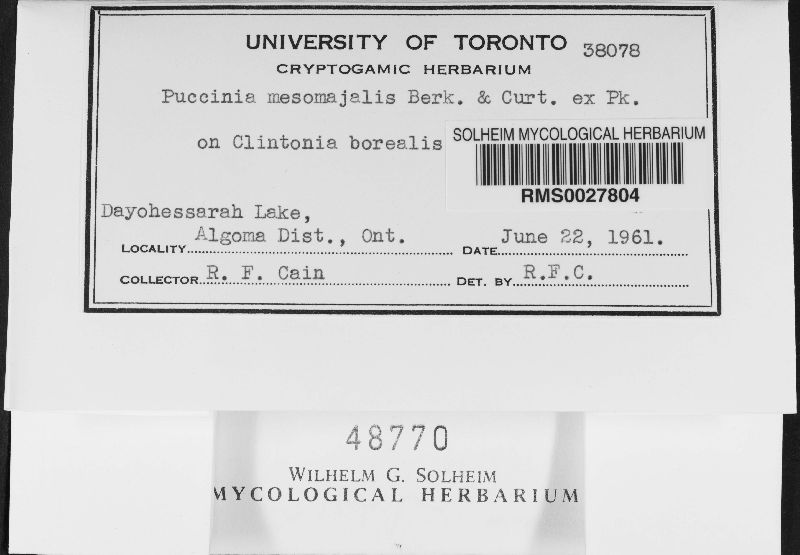 UNIVERSITY OF TORONTO 38078
CRYPTOGAMIC HERBARIUM
Puccinia mesomajalis Berk. & Curt. ex Pk.
on Clintonia borealis
SOLHEIM MYCOLOGICAL HERBARIUM
RMS0027804
Dayohessarah Lake,
LOCALITY Algoma Dist., Ont. DATE June 22, 1961.
COLLECTOR R. F. Cain DET. BY R.F.C.
48770
WILHELM G. SOLHEIM
MYCOLOGICAL HERBARIUM